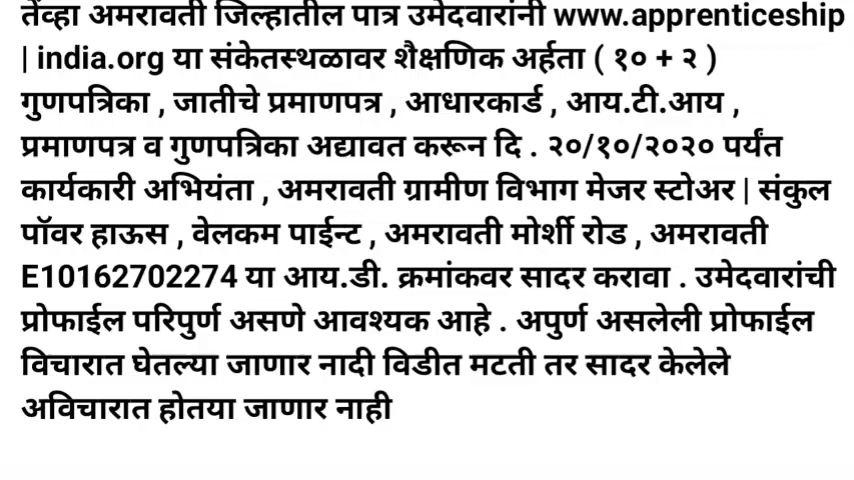 तेंव्हा अमरावती जिल्हातील पात्र उमेदवारांनी www.apprenticeship
| india.org या संकेतस्थळावर शैक्षणिक अर्हता ( १० + २ )
गुणपत्रिका , जातीचे प्रमाणपत्र , आधारकार्ड , आय.टी.आय ,
प्रमाणपत्र व गुणपत्रिका अद्यावत करून दि . २०/१०/२०२० पर्यंत
कार्यकारी अभियंता , अमरावती ग्रामीण विभाग मेजर स्टोअर | संकुल
पॉवर हाऊस , वेलकम पाईन्ट , अमरावती मोर्शी रोड , अमरावती
E10162702274 या आय.डी. क्रमांकवर सादर करावा . उमेदवारांची
प्रोफाईल परिपुर्ण असणे आवश्यक आहे . अपुर्ण असलेली प्रोफाईल
विचारात घेतल्या जाणार नादी विडीत मटती तर सादर केलेले
अविचारात होतया जाणार नाही